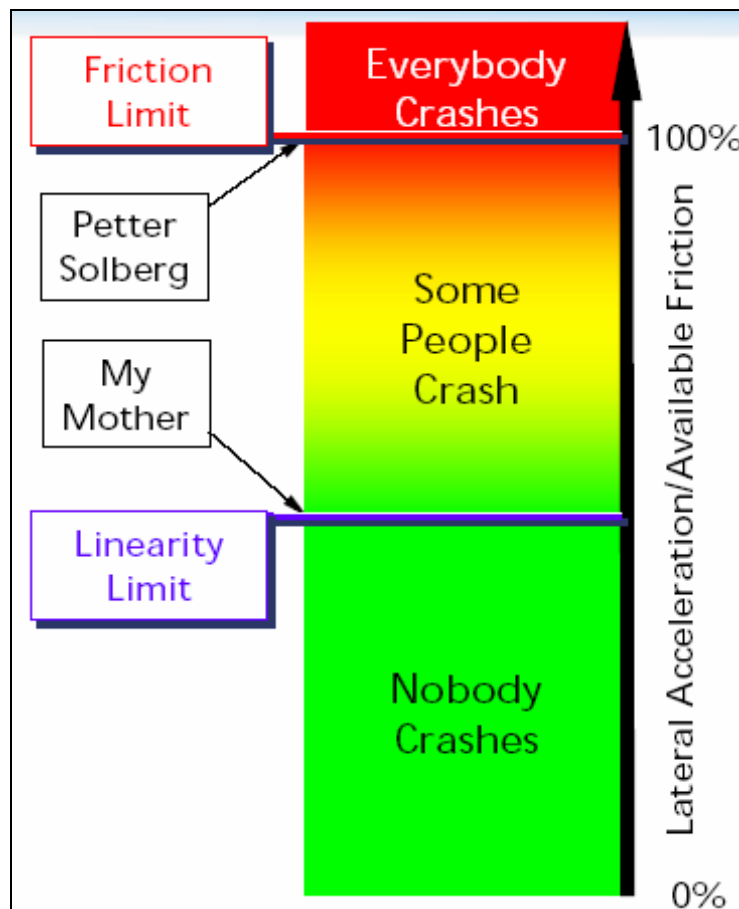 Friction
Limit
Everybody
Crashes
100%
Petter
Solberg
Some
People
Crash
My
Mother
Linearity
Limit
Nobody
Crashes
Lateral Acceleration/Available Friction
0%